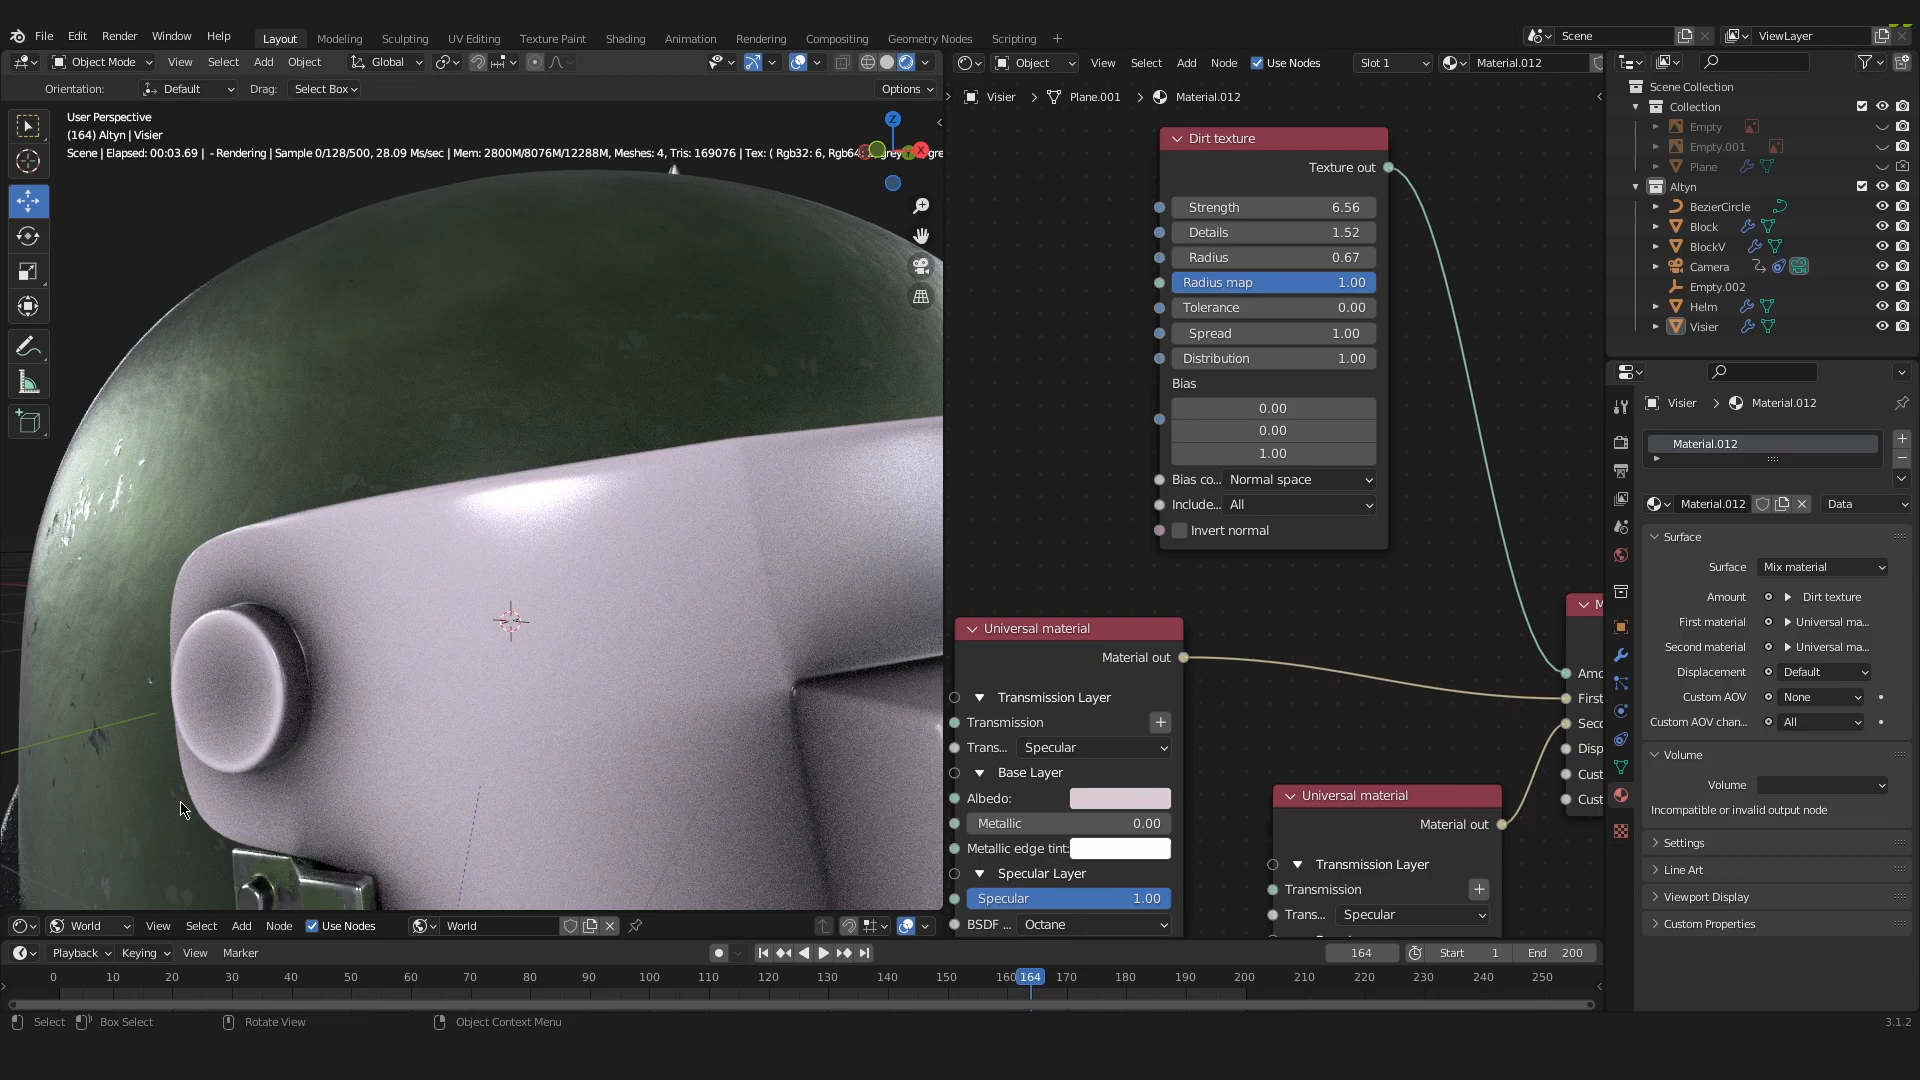 File Edit Render Window Help Layout Modeling Sculpting UV Editing Texture Paint Shading Animation Rendering Compositing Geometry Nodes Scripting + Scene ViewLayer
Object Mode View Select Add Object Global Object View Select Add Node Use Nodes Slot 1 Material.012
Orientation: Default Drag: Select Box Options
Visier > Plane.001 > Material.012
User Perspective
(164) Altyn | Visier
Scene | Elapsed: 00:03.69 | - Rendering | Sample 0/128/500, 28.09 Ms/sec | Mem: 2800M/8076M/12288M, Meshes: 4, Tris: 169076 | Tex: ( Rgb32: 6, Rgb64:
Z
X
Dirt texture
Texture out
Strength 6.56
Details 1.52
Radius 0.67
Radius map 1.00
Tolerance 0.00
Spread 1.00
Distribution 1.00
Bias
0.00
0.00
1.00
Bias co... Normal space
Include... All
Invert normal
Universal material
Material out
Transmission Layer
Transmission
Trans... Specular
Base Layer
Albedo:
Metallic 0.00
Metallic edge tint:
Specular Layer
Specular 1.00
BSDF ... Octane
Universal material
Material out
Transmission Layer
Transmission
Trans... Specular
M
Amo
First
Seco
Disp
Cust
Cust
Scene Collection
Collection
Empty
Empty.001
Plane
Altyn
BezierCircle
Block
BlockV
Camera
Empty.002
Helm
Visier
Visier > Material.012
Material.012
Material.012 Data
Surface
Surface Mix material
Amount Dirt texture
First material Universal ma...
Second material Universal ma...
Displacement Default
Custom AOV None
Custom AOV chan... All
Volume
Volume
Incompatible or invalid output node
Settings
Line Art
Viewport Display
Custom Properties
World View Select Add Node Use Nodes World
Playback Keying View Marker 164 Start 1 End 200
0 10 20 30 40 50 60 70 80 90 100 110 120 130 140 150 160 164 170 180 190 200 210 220 230 240 250
Select Box Select Rotate View Object Context Menu 3.1.2